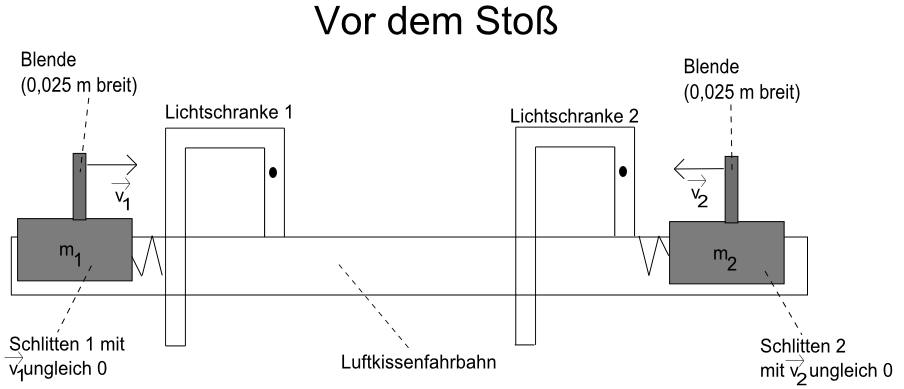 Vor dem Stoß
Blende
(0,025 m breit)
Blende
(0,025 m breit)
Lichtschranke 1
Lichtschranke 2
v1
v2
m1
m2
Schlitten 1 mit
v1 ungleich 0
Luftkissenfahrbahn
Schlitten 2
mit v2 ungleich 0